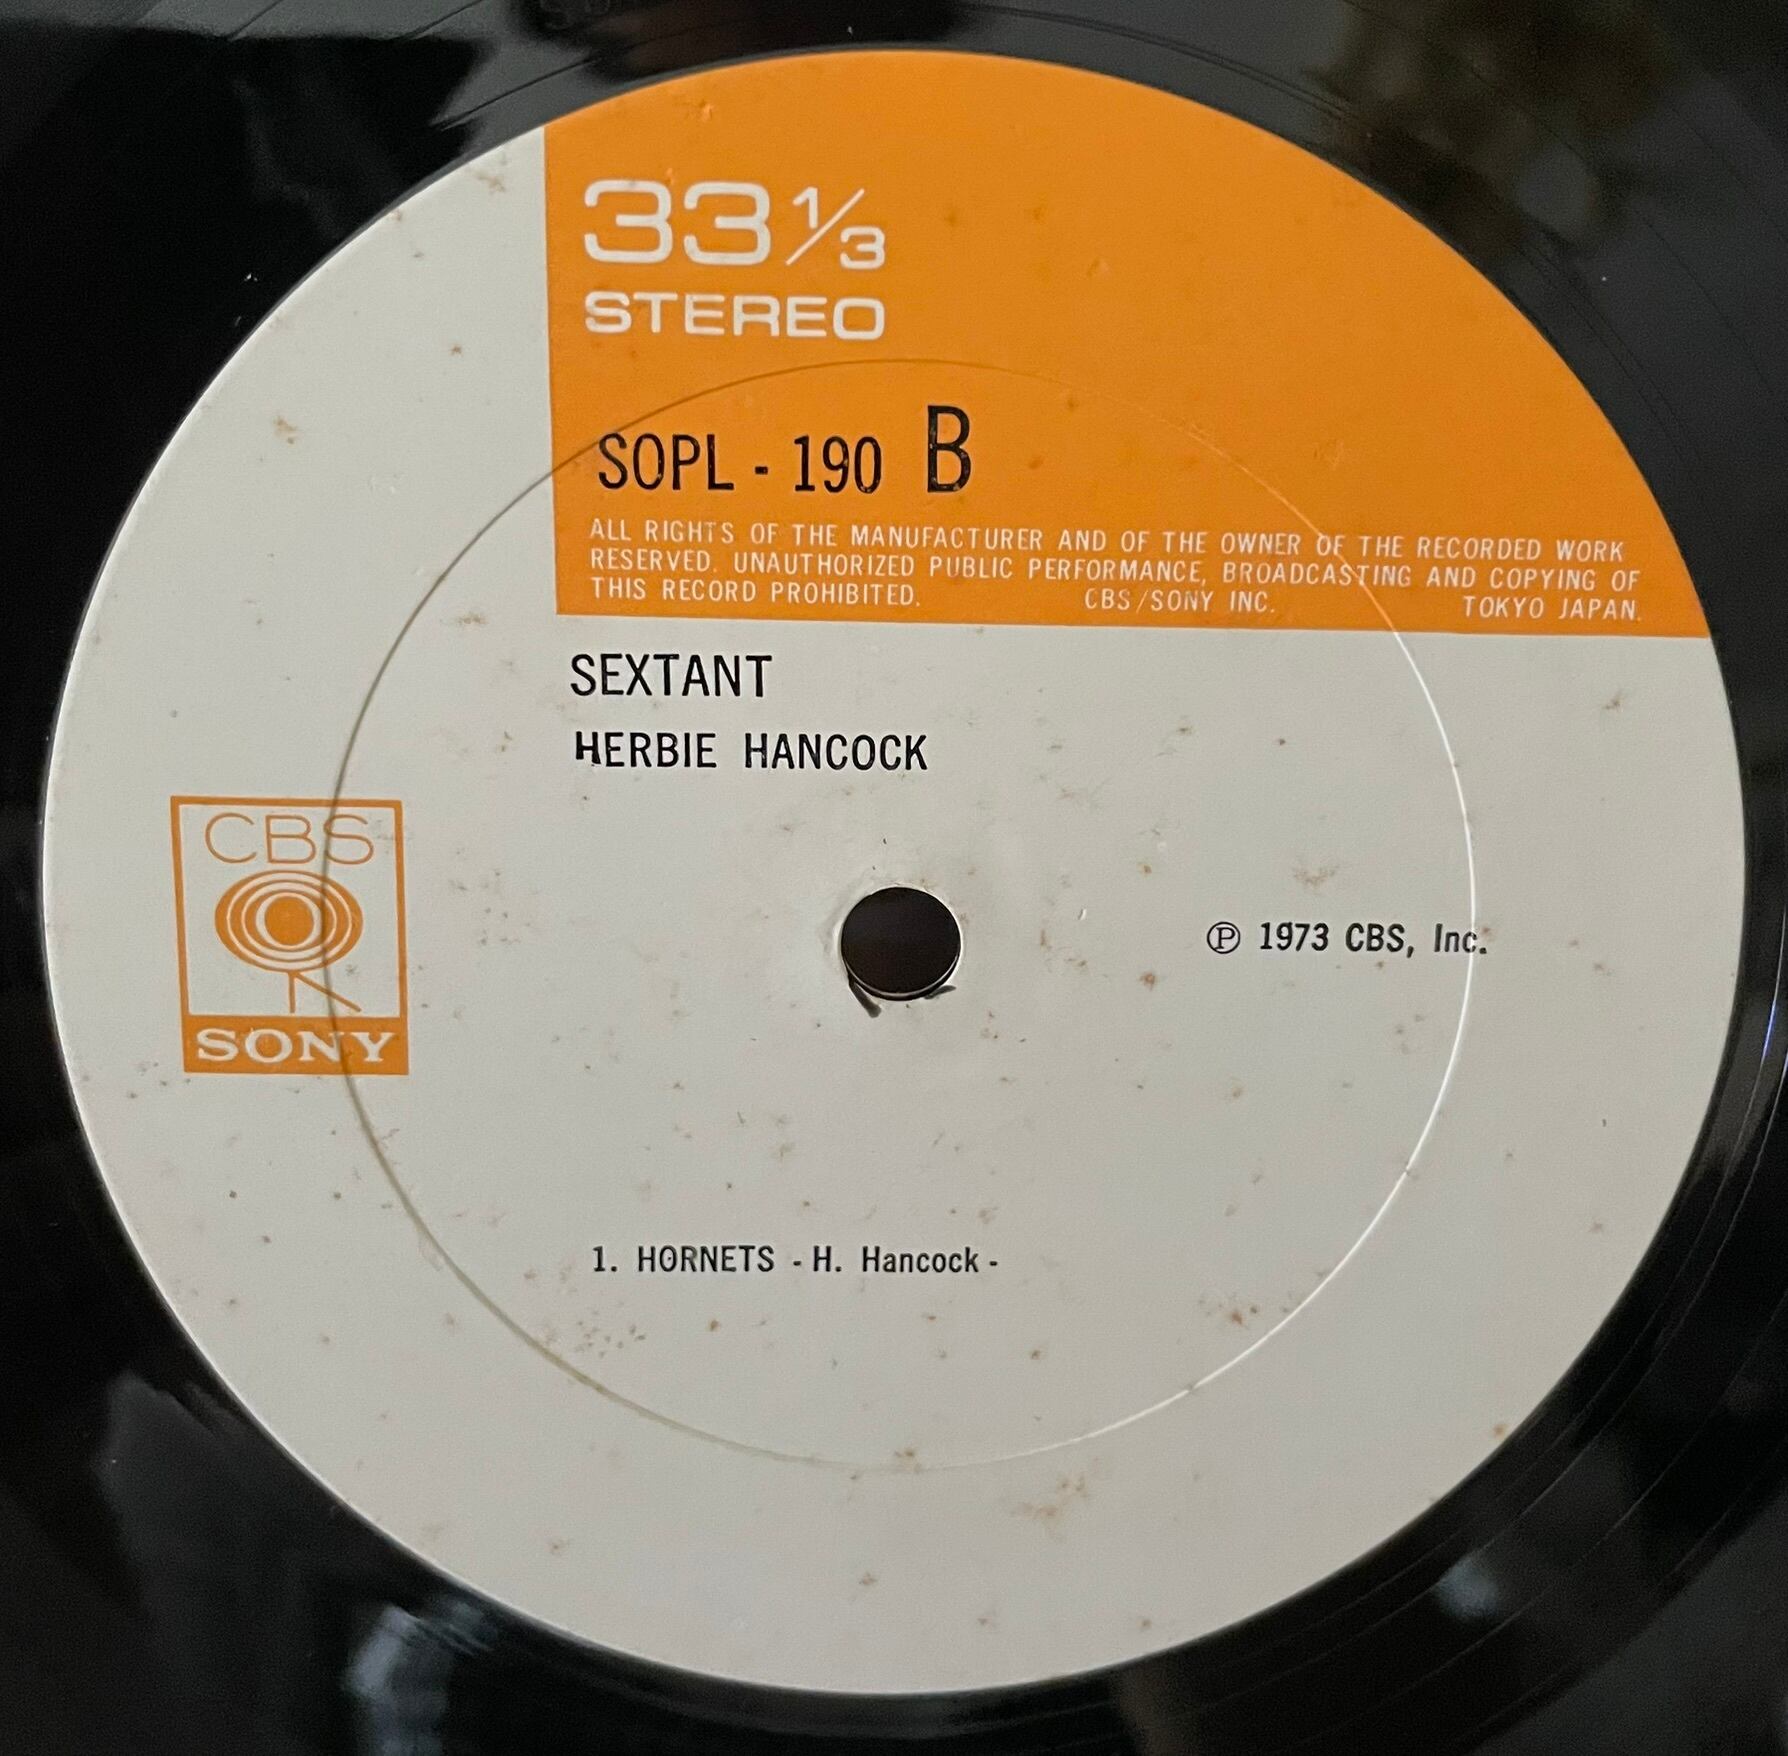 33 1/3
STEREO
SOPL - 190 B
ALL RIGHTS OF THE MANUFACTURER AND OF THE OWNER OF THE RECORDED WORK
RESERVED. UNAUTHORIZED PUBLIC PERFORMANCE, BROADCASTING AND COPYING OF
THIS RECORD PROHIBITED. CBS/SONY INC. TOKYO JAPAN.
SEXTANT
HERBIE HANCOCK
CBS
SONY
℗ 1973 CBS, Inc.
1. HORNETS - H. Hancock -